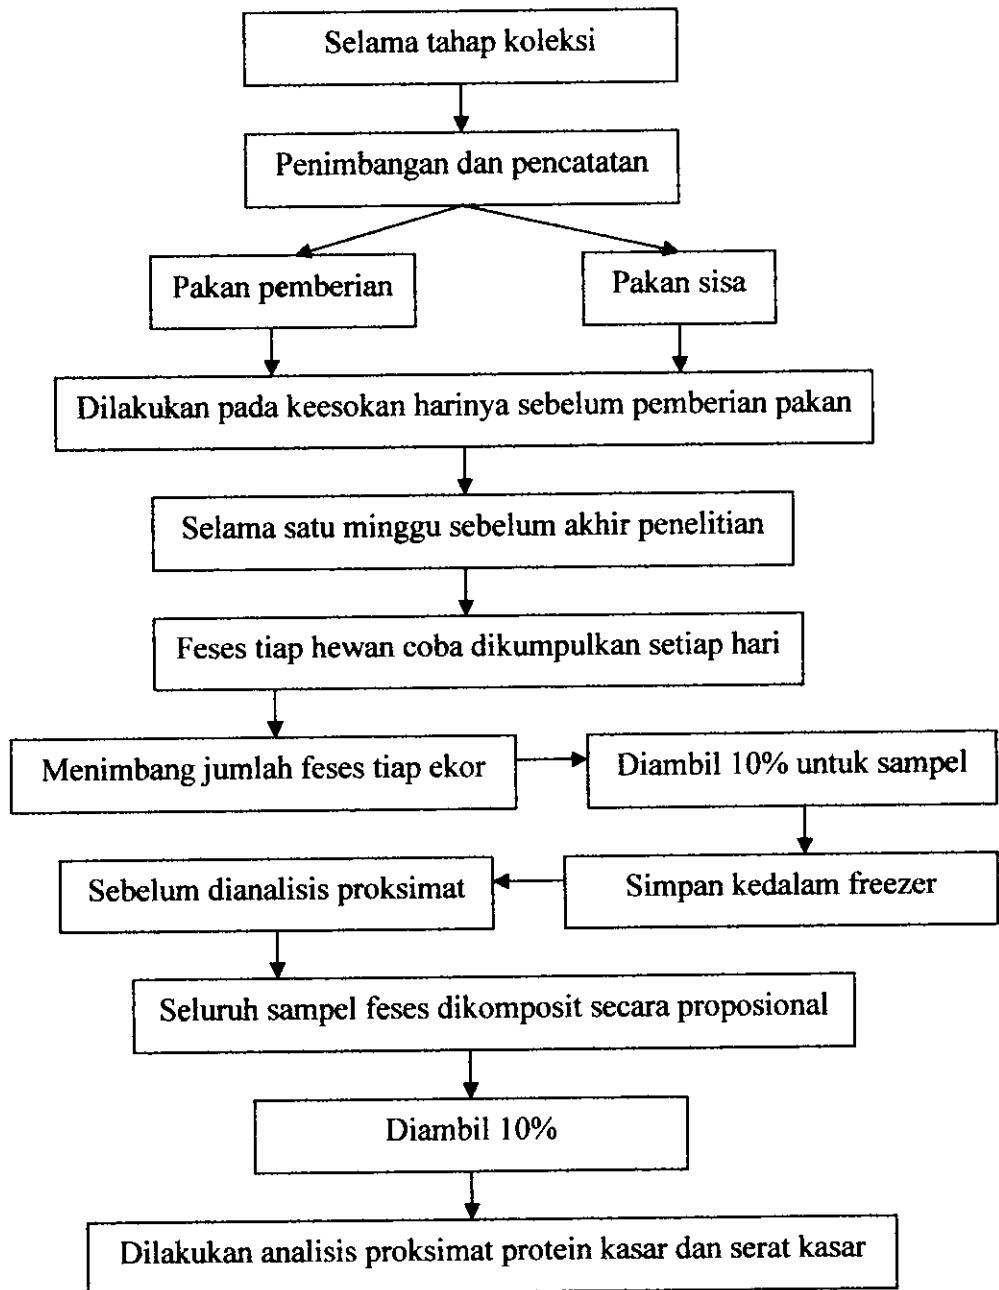 Selama tahap koleksi
Penimbangan dan pencatatan
Pakan pemberian
Pakan sisa
Dilakukan pada keesokan harinya sebelum pemberian pakan
Selama satu minggu sebelum akhir penelitian
Feses tiap hewan coba dikumpulkan setiap hari
Menimbang jumlah feses tiap ekor
Diambil 10% untuk sampel
Simpan kedalam freezer
Sebelum dianalisis proksimat
Seluruh sampel feses dikomposit secara proposional
Diambil 10%
Dilakukan analisis proksimat protein kasar dan serat kasar